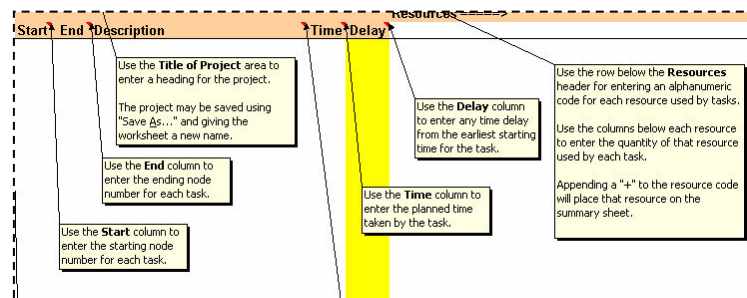 Resources =====>
Start End Description Time Delay
Use the Title of Project area to
enter a heading for the project.
The project may be saved using
"Save As..." and giving the
worksheet a new name.
Use the End column to
enter the ending node
number for each task.
Use the Start column to
enter the starting node
number for each task.
Use the Delay column
to enter any time delay
from the earliest starting
time for the task.
Use the Time column to
enter the planned time
taken by the task.
Use the row below the Resources
header for entering an alphanumeric
code for each resource used by tasks.
Use the columns below each resource
to enter the quantity of that resource
used by each task.
Appending a "+" to the resource code
will place that resource on the
summary sheet.